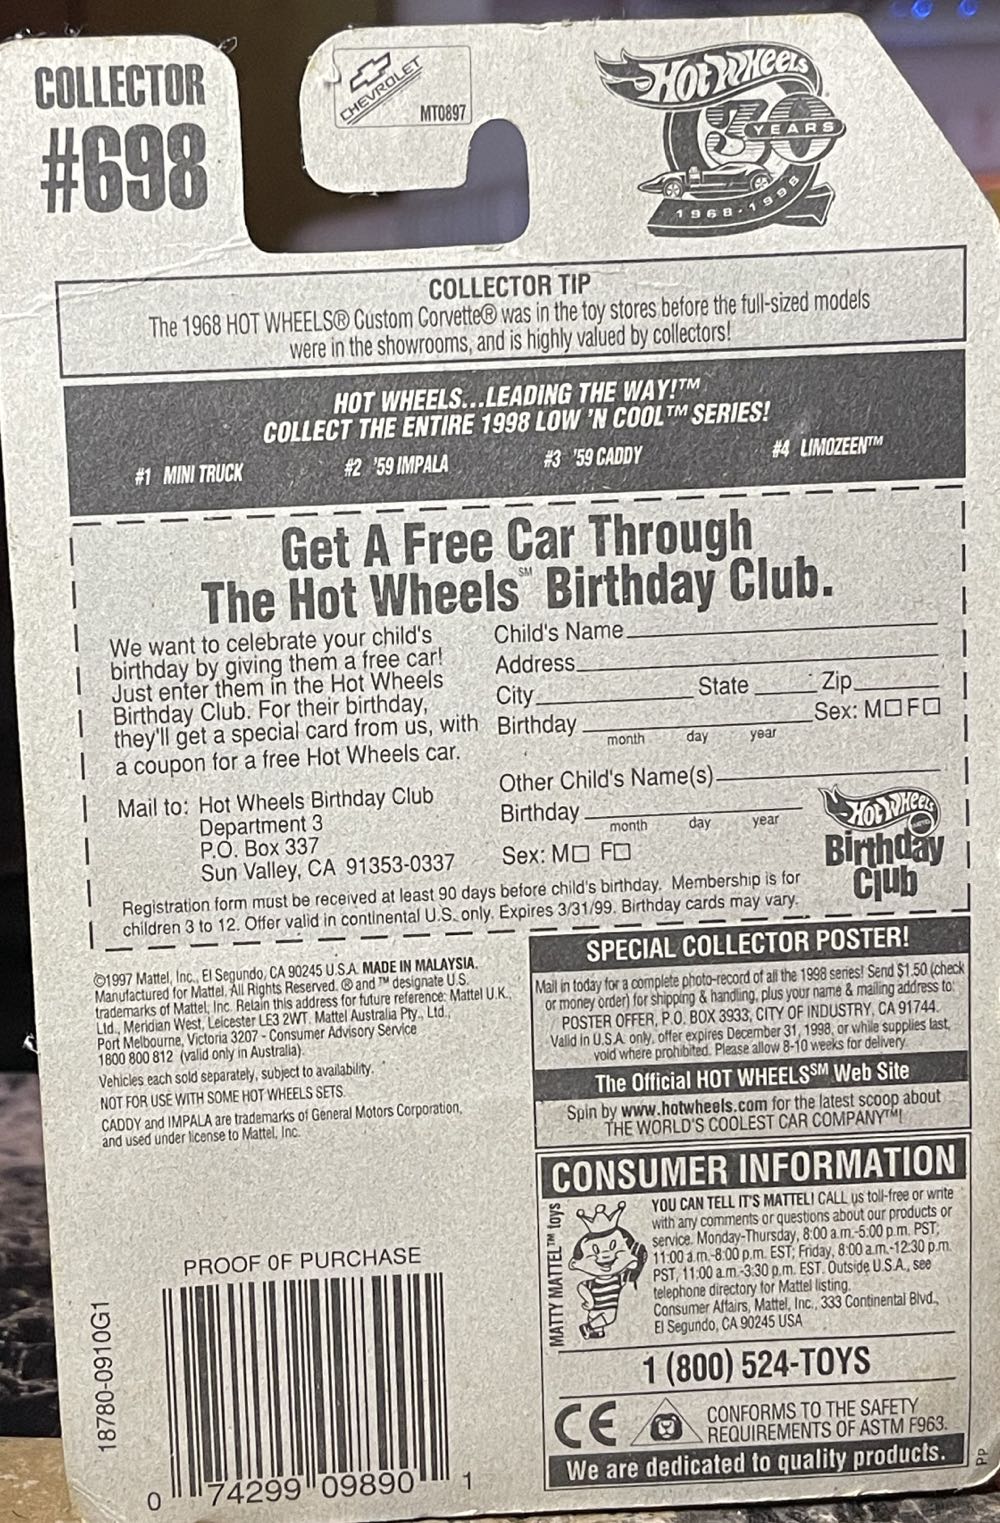 COLLECTOR
#698
CHEVROLET
MT0897
HOT WHEELS
30
YEARS
1968-1998
COLLECTOR TIP
The 1968 HOT WHEELS® Custom Corvette® was in the toy stores before the full-sized models
were in the showrooms, and is highly valued by collectors!
HOT WHEELS...LEADING THE WAY!™
COLLECT THE ENTIRE 1998 LOW 'N COOL™ SERIES!
#1 MINI TRUCK #2 '59 IMPALA #3 '59 CADDY #4 LIMOZEEN™
Get A Free Car Through
The Hot Wheels℠ Birthday Club.
We want to celebrate your child's
birthday by giving them a free car!
Just enter them in the Hot Wheels
Birthday Club. For their birthday,
they'll get a special card from us, with
a coupon for a free Hot Wheels car.
Mail to: Hot Wheels Birthday Club
Department 3
P.O. Box 337
Sun Valley, CA 91353-0337
Child's Name
Address
City State Zip
Birthday Sex: M☐ F☐
month day year
Other Child's Name(s)
Birthday
month day year
Sex: M☐ F☐
HOT WHEELS
MATTEL
Birthday
Club
Registration form must be received at least 90 days before child's birthday. Membership is for
children 3 to 12. Offer valid in continental U.S. only. Expires 3/31/99. Birthday cards may vary.
©1997 Mattel, Inc., El Segundo, CA 90245 U.S.A. MADE IN MALAYSIA.
Manufactured for Mattel. All Rights Reserved. ® and ™ designate U.S.
trademarks of Mattel, Inc. Retain this address for future reference: Mattel U.K.,
Ltd., Meridian West, Leicester LE3 2WT. Mattel Australia Pty., Ltd.,
Port Melbourne, Victoria 3207 - Consumer Advisory Service
1800 800 812 (valid only in Australia).
Vehicles each sold separately, subject to availability.
NOT FOR USE WITH SOME HOT WHEELS SETS.
CADDY and IMPALA are trademarks of General Motors Corporation,
and used under license to Mattel, Inc.
SPECIAL COLLECTOR POSTER!
Mail in today for a complete photo-record of all the 1998 series! Send $1.50 (check
or money order) for shipping & handling, plus your name & mailing address to:
POSTER OFFER, P.O. BOX 3933, CITY OF INDUSTRY, CA 91744.
Valid in U.S.A. only, offer expires December 31, 1998, or while supplies last,
void where prohibited. Please allow 8-10 weeks for delivery.
The Official HOT WHEELS℠ Web Site
Spin by www.hotwheels.com for the latest scoop about
THE WORLD'S COOLEST CAR COMPANY™!
CONSUMER INFORMATION
MATTY MATTEL™ toys
YOU CAN TELL IT'S MATTEL! CALL us toll-free or write
with any comments or questions about our products or
service. Monday-Thursday, 8:00 a.m.-5:00 p.m. PST,
11:00 a.m.-8:00 p.m. EST; Friday, 8:00 a.m.-12:30 p.m.
PST, 11:00 a.m.-3:30 p.m. EST. Outside U.S.A., see
telephone directory for Mattel listing.
Consumer Affairs, Mattel, Inc., 333 Continental Blvd.,
El Segundo, CA 90245 USA
1 (800) 524-TOYS
CE
CONFORMS TO THE SAFETY
REQUIREMENTS OF ASTM F963.
We are dedicated to quality products.
PP
PROOF OF PURCHASE
18780-0910G1
0 74299 09890 1